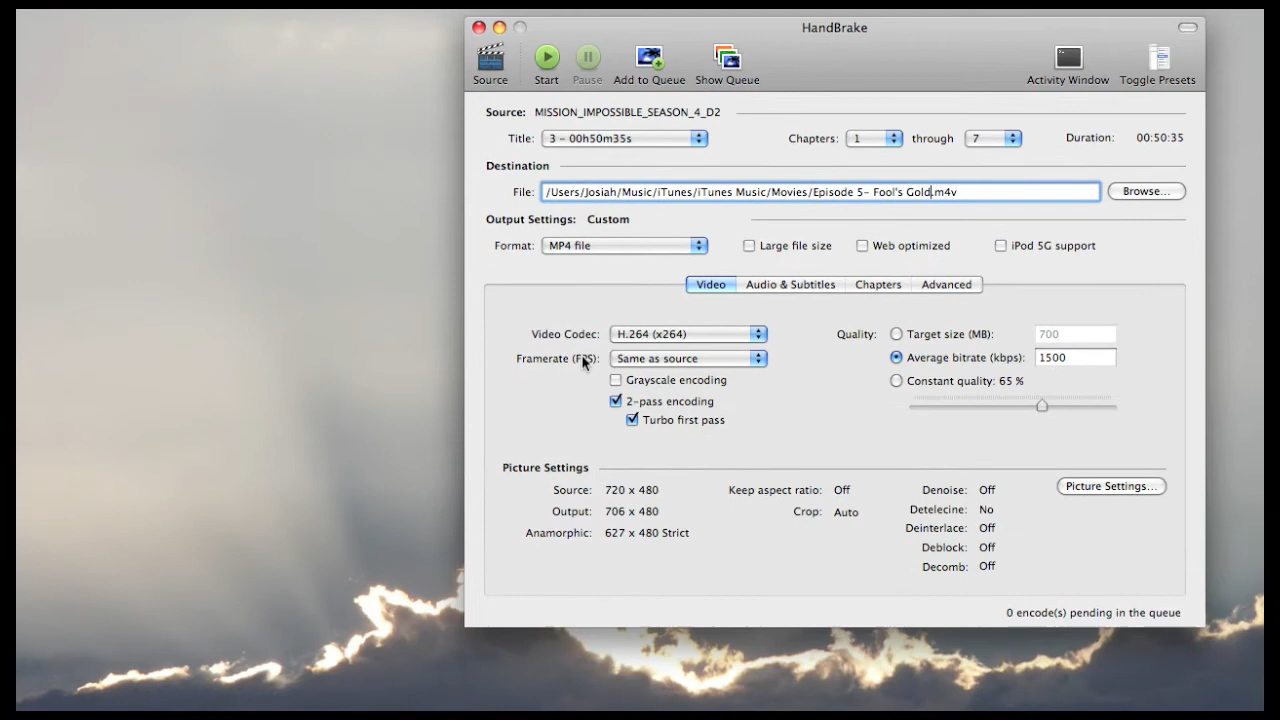 HandBrake
Source Start Pause Add to Queue Show Queue Activity Window Toggle Presets
Source: MISSION_IMPOSSIBLE_SEASON_4_D2
Title: 3 - 00h50m35s Chapters: 1 through 7 Duration: 00:50:35
Destination
File: /Users/Josiah/Music/iTunes/iTunes Music/Movies/Episode 5- Fool's Gold.m4v Browse...
Output Settings: Custom
Format: MP4 file Large file size Web optimized iPod 5G support
Video Audio & Subtitles Chapters Advanced
Video Codec: H.264 (x264) Quality: Target size (MB): 700
Framerate (FPS): Same as source Average bitrate (kbps): 1500
Grayscale encoding Constant quality: 65 %
2-pass encoding
Turbo first pass
Picture Settings Picture Settings...
Source: 720 x 480 Keep aspect ratio: Off Denoise: Off
Output: 706 x 480 Crop: Auto Detelecine: No
Anamorphic: 627 x 480 Strict Deinterlace: Off
Deblock: Off
Decomb: Off
0 encode(s) pending in the queue